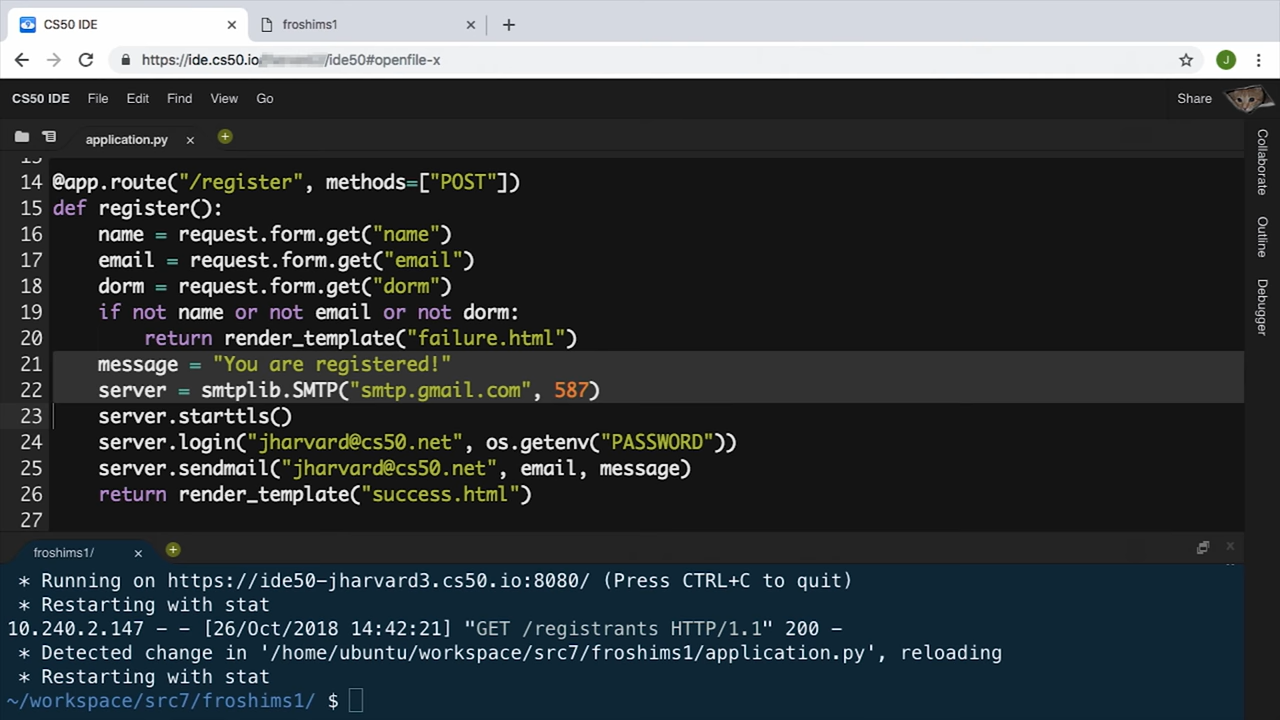 CS50 IDE
froshims1
https://ide.cs50.io /ide50#openfile-x
J
CS50 IDE File Edit Find View Go Share
application.py
Collaborate
Outline
Debugger
14 @app.route("/register", methods=["POST"])
15 def register():
16 name = request.form.get("name")
17 email = request.form.get("email")
18 dorm = request.form.get("dorm")
19 if not name or not email or not dorm:
20 return render_template("failure.html")
21 message = "You are registered!"
22 server = smtplib.SMTP("smtp.gmail.com", 587)
23 server.starttls()
24 server.login("jharvard@cs50.net", os.getenv("PASSWORD"))
25 server.sendmail("jharvard@cs50.net", email, message)
26 return render_template("success.html")
27
froshims1/
* Running on https://ide50-jharvard3.cs50.io:8080/ (Press CTRL+C to quit)
* Restarting with stat
10.240.2.147 - - [26/Oct/2018 14:42:21] "GET /registrants HTTP/1.1" 200 -
* Detected change in '/home/ubuntu/workspace/src7/froshims1/application.py', reloading
* Restarting with stat
~/workspace/src7/froshims1/ $